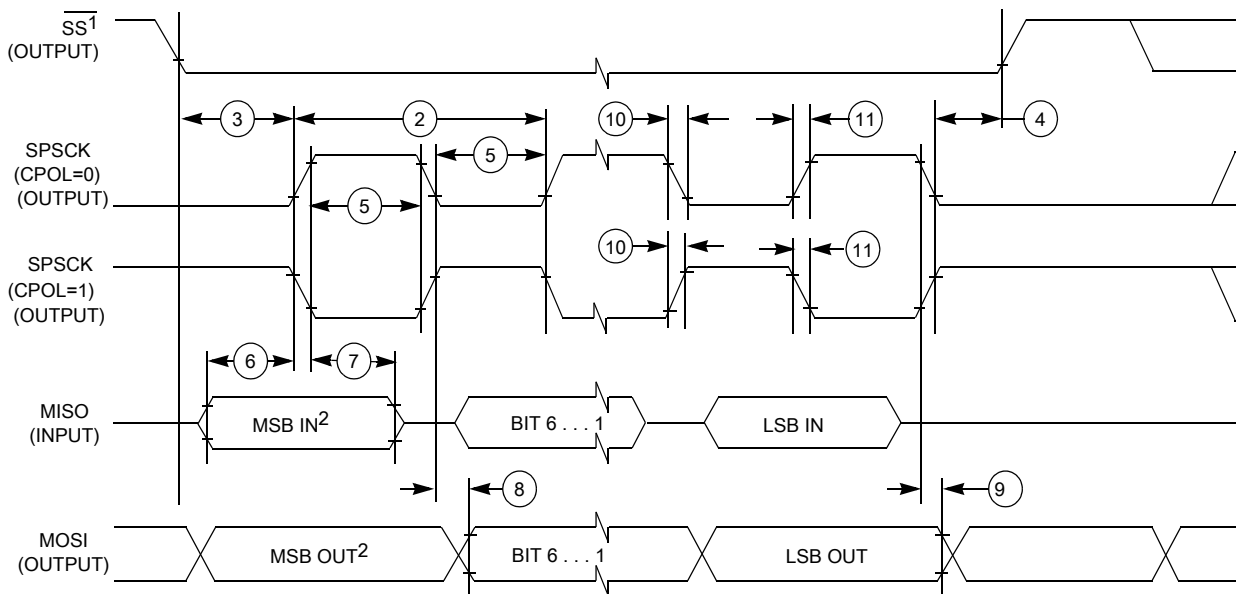 SS1
(OUTPUT)
3
2
10
11
4
SPSCK
(CPOL=0)
(OUTPUT)
5
5
SPSCK
(CPOL=1)
(OUTPUT)
10
11
6
7
MISO
(INPUT)
MSB IN2
BIT 6 . . . 1
LSB IN
8
9
MOSI
(OUTPUT)
MSB OUT2
BIT 6 . . . 1
LSB OUT